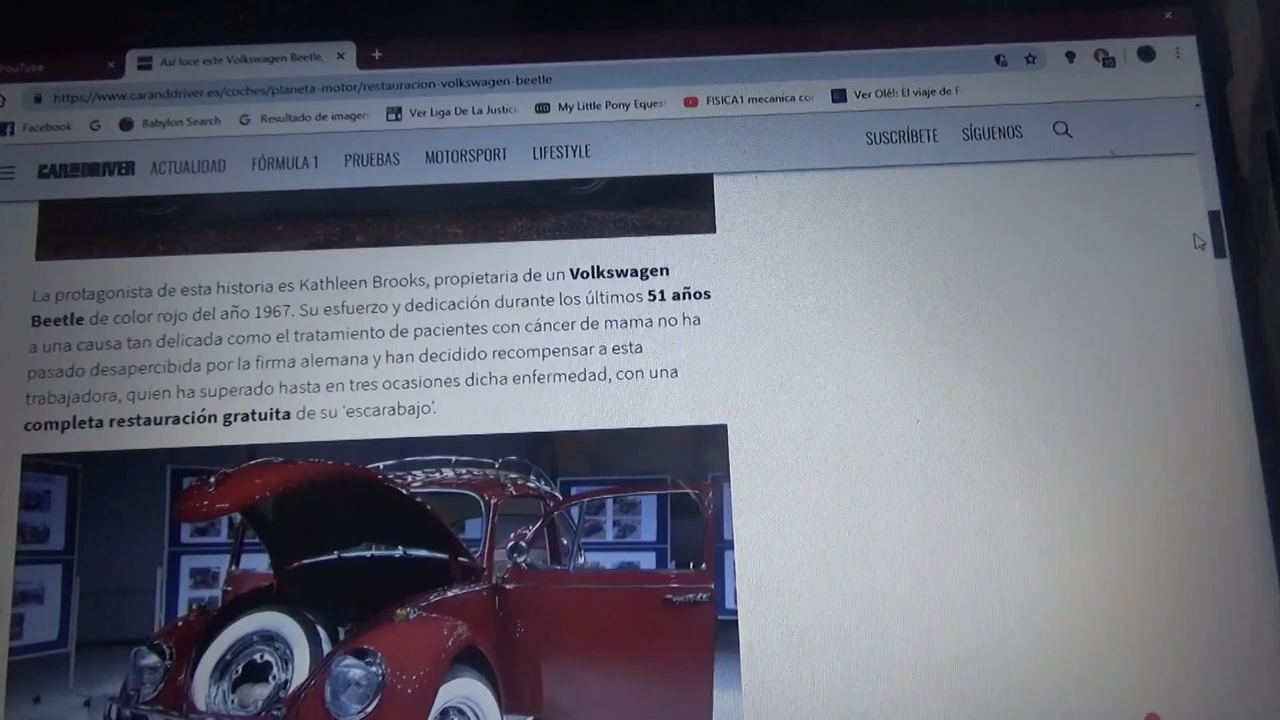 YouTube
Así luce este Volkswagen Beetle
https://www.caranddriver.es/coches/planeta-motor/restauracion-volkswagen-beetle
Facebook
Babylon Search
Resultado de imagen
Ver Liga De La Justici
My Little Pony Equest
FISICA1 mecanica co
Ver Olé!: El viaje de F
CAR AND DRIVER
ACTUALIDAD
FÓRMULA 1
PRUEBAS
MOTORSPORT
LIFESTYLE
SUSCRÍBETE
SÍGUENOS
La protagonista de esta historia es Kathleen Brooks, propietaria de un Volkswagen
Beetle de color rojo del año 1967. Su esfuerzo y dedicación durante los últimos 51 años
a una causa tan delicada como el tratamiento de pacientes con cáncer de mama no ha
pasado desapercibida por la firma alemana y han decidido recompensar a esta
trabajadora, quien ha superado hasta en tres ocasiones dicha enfermedad, con una
completa restauración gratuita de su 'escarabajo'.